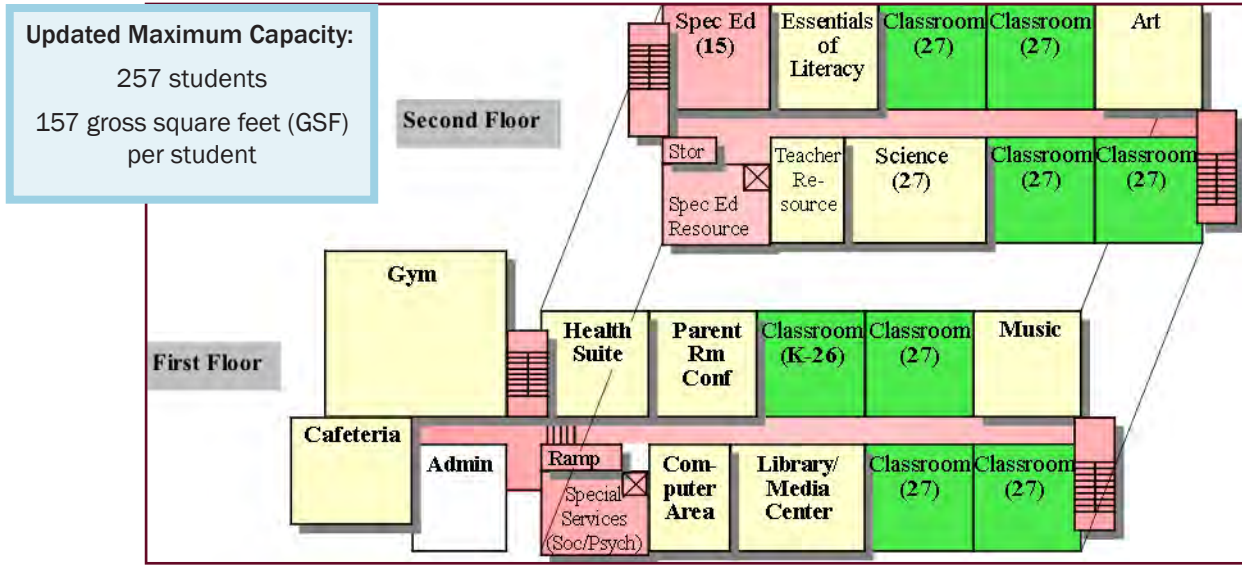 Updated Maximum Capacity:
257 students
157 gross square feet (GSF)
per student
Second Floor
Spec Ed
(15)
Essentials
of
Literacy
Classroom
(27)
Classroom
(27)
Art
Stor
Spec Ed
Resource
Teacher
Re-
source
Science
(27)
Classroom
(27)
Classroom
(27)
First Floor
Gym
Health
Suite
Parent
Rm
Conf
Classroom
(K-26)
Classroom
(27)
Music
Cafeteria
Admin
Ramp
Special
Services
(Soc/Psych)
Com-
puter
Area
Library/
Media
Center
Classroom
(27)
Classroom
(27)